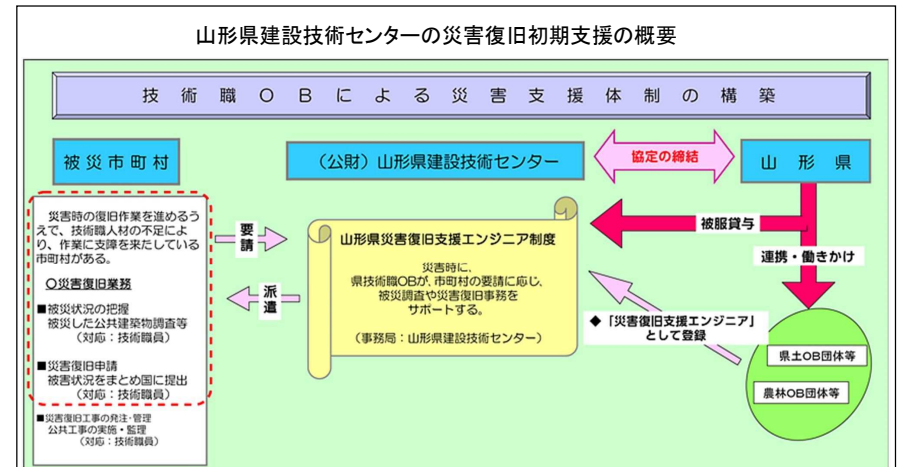 山形県建設技術センターの災害復旧初期支援の概要
技術職OBによる災害支援体制の構築
被災市町村
（公財）山形県建設技術センター
協定の締結
山形県
災害時の復旧作業を進めるう
えで、技術職人材の不足によ
り、作業に支障を来たしている
市町村がある。
〇災害復旧業務
■被災状況の把握
被災した公共建築物調査等
（対応：技術職員）
■災害復旧申請
被害状況をまとめ国に提出
（対応：技術職員）
■災害復旧工事の発注・管理
公共工事の実施・監理
（対応：技術職員）
要請
派遣
山形県災害復旧支援エンジニア制度
災害時に、
県技術職OBが、市町村の要請に応じ、
被災調査や災害復旧事務を
サポートする。
（事務局：山形県建設技術センター）
被服貸与
連携・働きかけ
◆「災害復旧支援エンジニア」
として登録
県土OB団体等
農林OB団体等